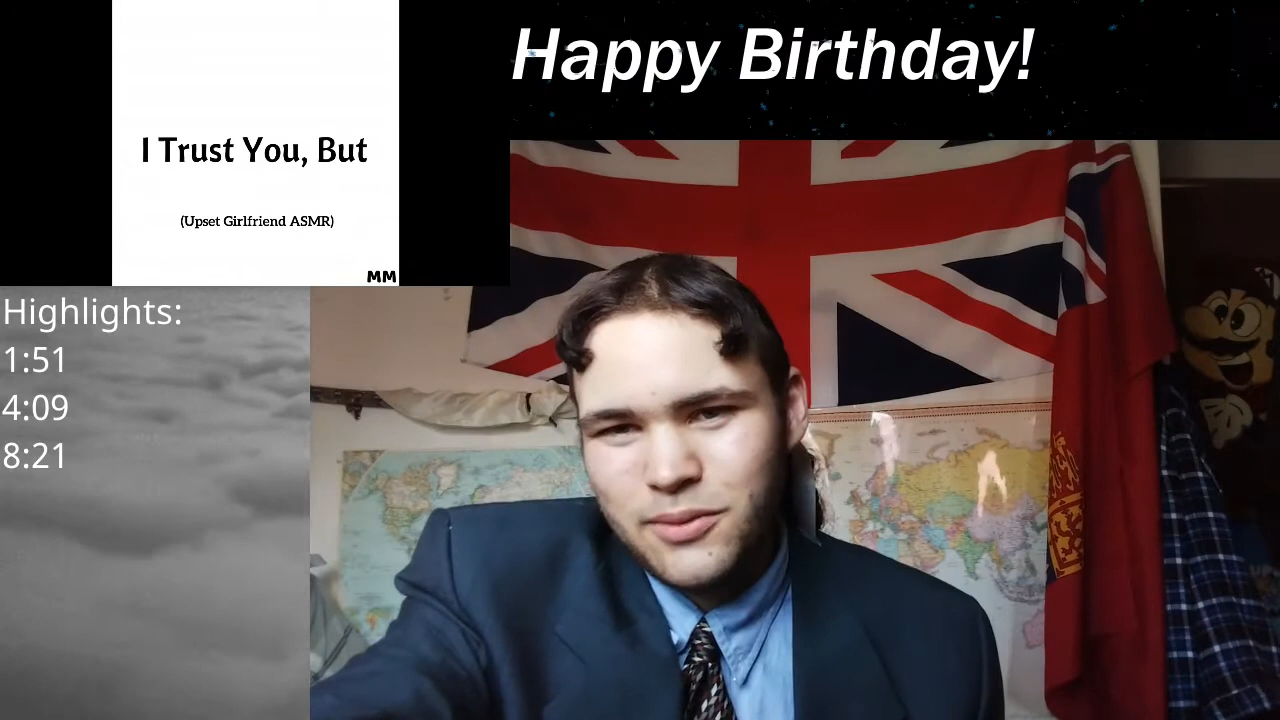 Happy Birthday!
I Trust You, But
(Upset Girlfriend ASMR)
MM
Highlights:
1:51
4:09
8:21